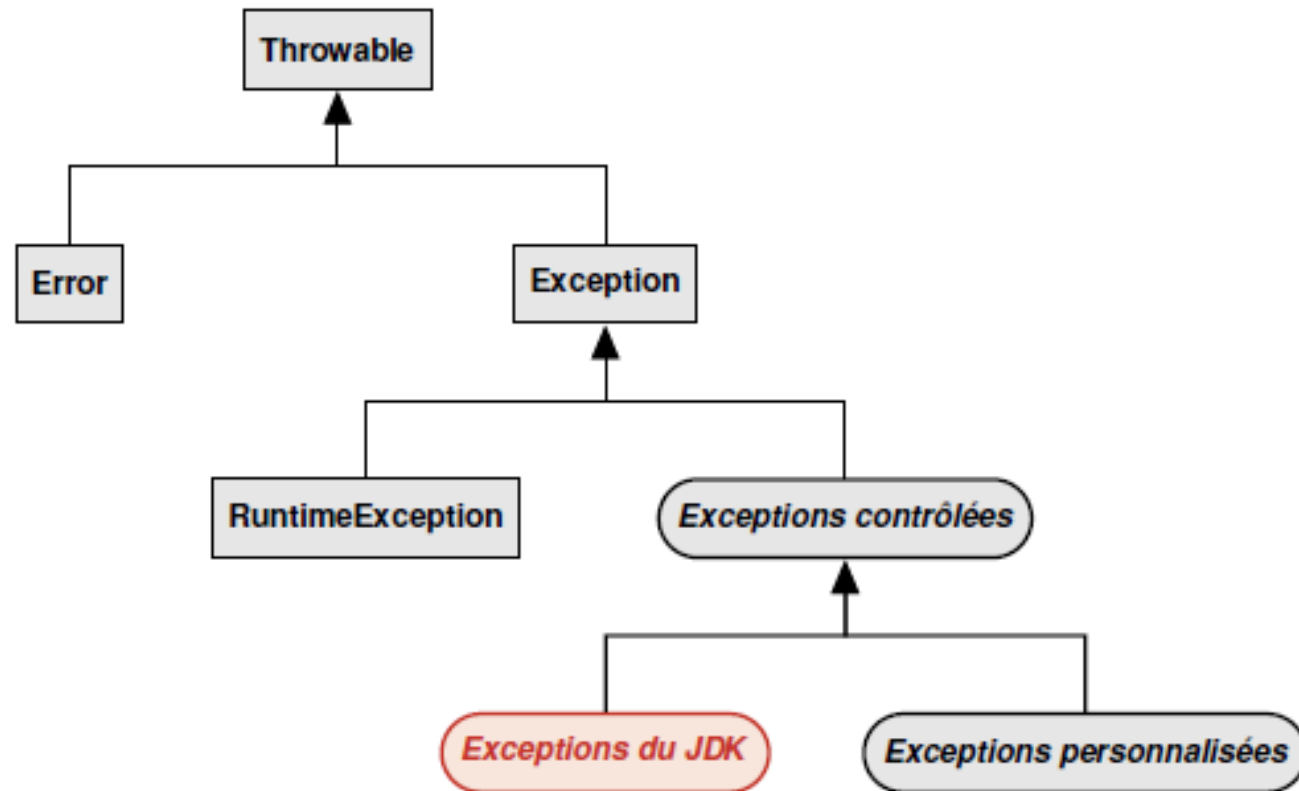 Throwable
Error
Exception
RuntimeException
Exceptions contrôlées
Exceptions du JDK
Exceptions personnalisées